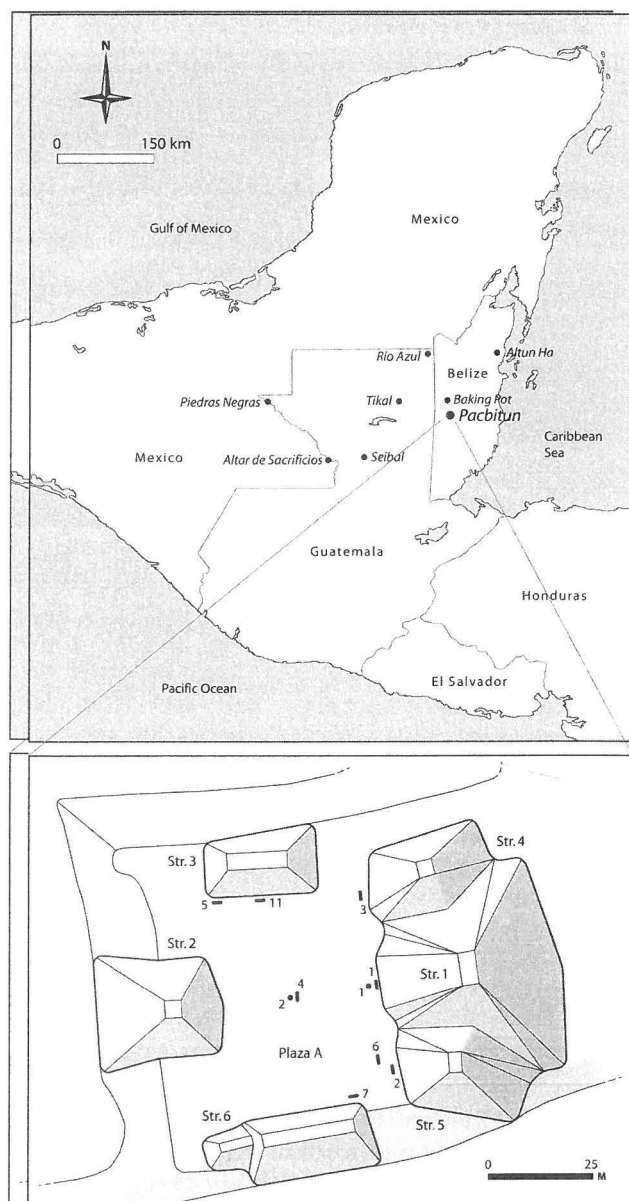 N
0 150 km
Gulf of Mexico
Mexico
Río Azul
Altun Ha
Belize
Piedras Negras
Tikal
Baking Pot
Pacbitun
Caribbean
Sea
Mexico
Altar de Sacrificios
Seibal
Guatemala
Honduras
El Salvador
Pacific Ocean
Str. 4
Str. 3
5
11
3
Str. 2
4
2
1
1
Str. 1
Plaza A
6
2
7
Str. 6
Str. 5
0 25
M